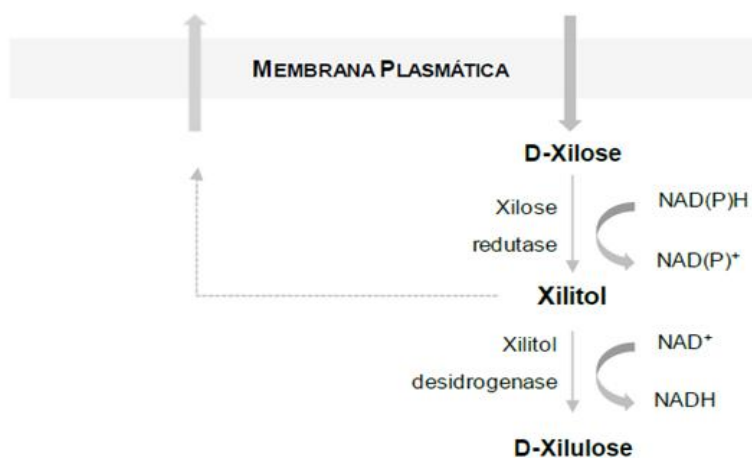 MEMBRANA PLASMÁTICA
D-Xilose
Xilose
redutase
NAD(P)H
NAD(P)⁺
Xilitol
Xilitol
desidrogenase
NAD⁺
NADH
D-Xilulose